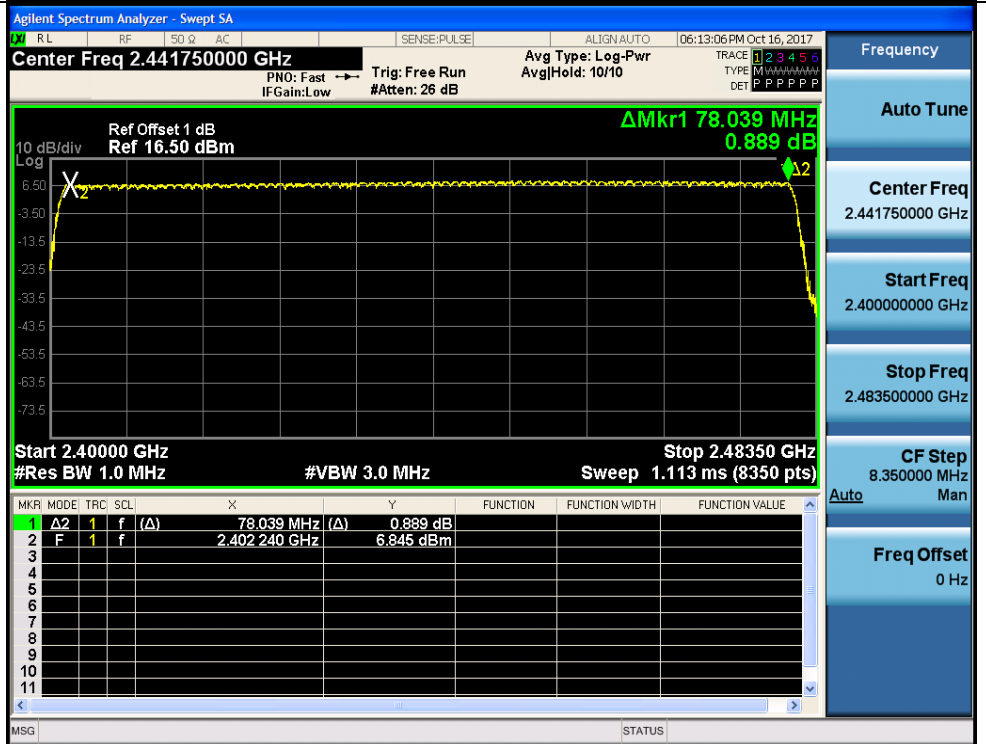 Agilent Spectrum Analyzer - Swept SA
LXI RL RF 50 Ω AC SENSE:PULSE ALIGN AUTO 06:13:06 PM Oct 16, 2017
Center Freq 2.441750000 GHz
PNO: Fast
IFGain:Low
Trig: Free Run
#Atten: 26 dB
Avg Type: Log-Pwr
Avg|Hold: 10/10
TRACE 1 2 3 4 5 6
TYPE M
DET P P P P P P
Frequency
Auto Tune
Center Freq
2.441750000 GHz
Start Freq
2.400000000 GHz
Stop Freq
2.483500000 GHz
CF Step
8.350000 MHz
Auto Man
Freq Offset
0 Hz
ΔMkr1 78.039 MHz
0.889 dB
Ref Offset 1 dB
10 dB/div Ref 16.50 dBm
Log
6.50
-3.50
-13.5
-23.5
-33.5
-43.5
-53.5
-63.5
-73.5
X2
Δ2
Start 2.40000 GHz Stop 2.48350 GHz
#Res BW 1.0 MHz #VBW 3.0 MHz Sweep 1.113 ms (8350 pts)
MKR MODE TRC SCL X Y FUNCTION FUNCTION WIDTH FUNCTION VALUE
1 Δ2 1 f (Δ) 78.039 MHz (Δ) 0.889 dB
2 F 1 f 2.402 240 GHz 6.845 dBm
3
4
5
6
7
8
9
10
11
MSG STATUS